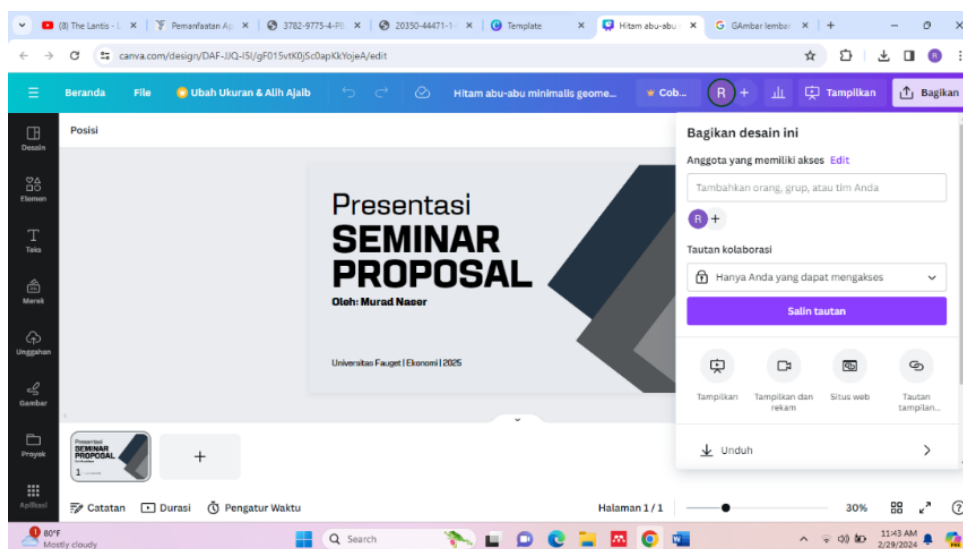 (8) The Lantis - L
Pemanfaatan Ap
3782-9775-4-PB
20350-44471-1-
Template
Hitam abu-abu
GAmbar lembar
canva.com/design/DAF-JJQ-ISI/gF015vtK0jSc0apKkYojeA/edit
R
Beranda
File
Ubah Ukuran & Alih Ajaib
Hitam abu-abu minimalis geome...
Cob...
R
Tampilkan
Bagikan
Desain
Elemen
Teks
Merek
Unggahan
Gambar
Proyek
Aplikasi
Posisi
Presentasi
SEMINAR
PROPOSAL
Oleh: Murad Naser
Universitas Fauget | Ekonomi | 2025
Bagikan desain ini
Anggota yang memiliki akses Edit
Tambahkan orang, grup, atau tim Anda
R
Tautan kolaborasi
Hanya Anda yang dapat mengakses
Salin tautan
Tampilkan
Tampilkan dan
rekam
Situs web
Tautan
tampilan...
Unduh
Presentasi
SEMINAR
PROPOSAL
1
Catatan
Durasi
Pengatur Waktu
Halaman 1 / 1
30%
80°F
Mostly cloudy
Search
11:43 AM
2/29/2024